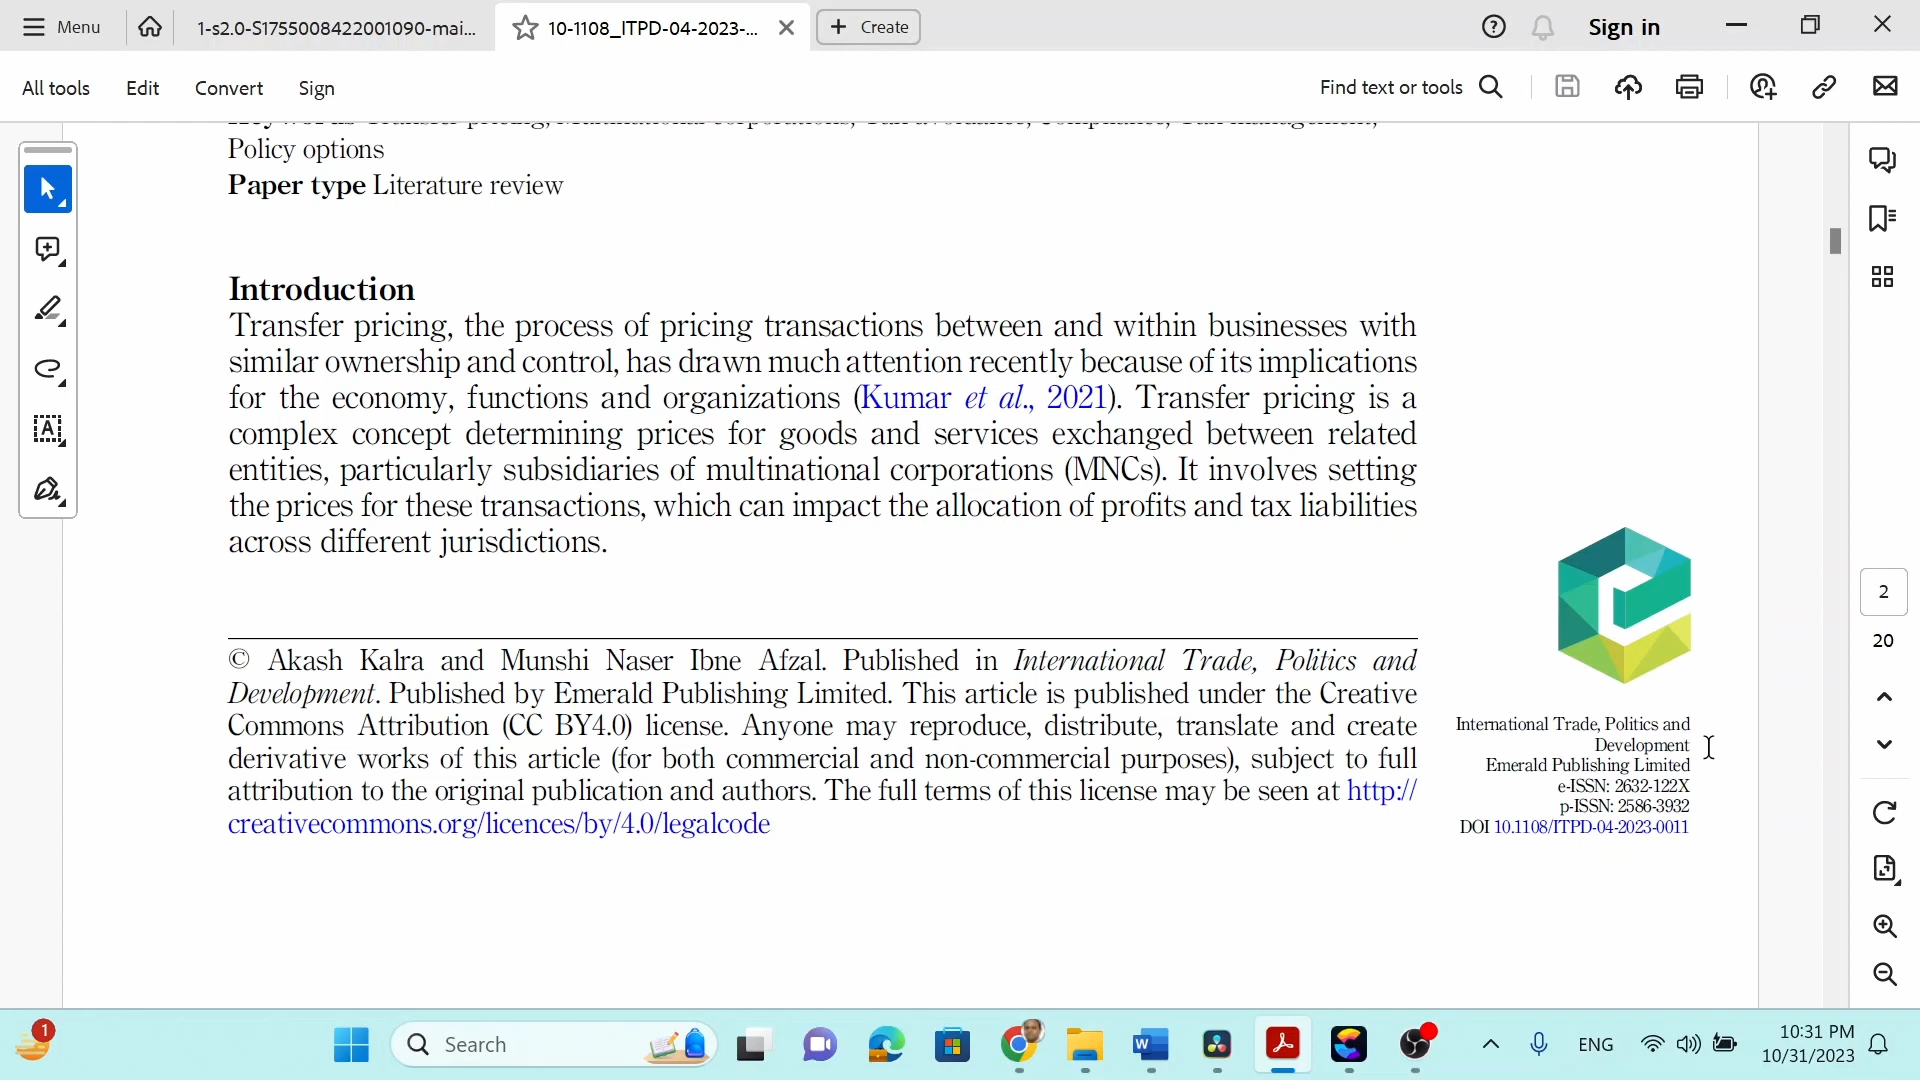 Menu
1-s2.0-S1755008422001090-mai...
10-1108_ITPD-04-2023-...
Create
Sign in
All tools
Edit
Convert
Sign
Find text or tools
Policy options
Paper type Literature review
Introduction
Transfer pricing, the process of pricing transactions between and within businesses with
similar ownership and control, has drawn much attention recently because of its implications
for the economy, functions and organizations (Kumar et al., 2021). Transfer pricing is a
complex concept determining prices for goods and services exchanged between related
entities, particularly subsidiaries of multinational corporations (MNCs). It involves setting
the prices for these transactions, which can impact the allocation of profits and tax liabilities
across different jurisdictions.
© Akash Kalra and Munshi Naser Ibne Afzal. Published in International Trade, Politics and
Development. Published by Emerald Publishing Limited. This article is published under the Creative
Commons Attribution (CC BY4.0) license. Anyone may reproduce, distribute, translate and create
derivative works of this article (for both commercial and non-commercial purposes), subject to full
attribution to the original publication and authors. The full terms of this license may be seen at http://
creativecommons.org/licences/by/4.0/legalcode
International Trade, Politics and
Development
Emerald Publishing Limited
e-ISSN: 2632-122X
p-ISSN: 2586-3932
DOI 10.1108/ITPD-04-2023-0011
2
20
1
Search
ENG
10:31 PM
10/31/2023